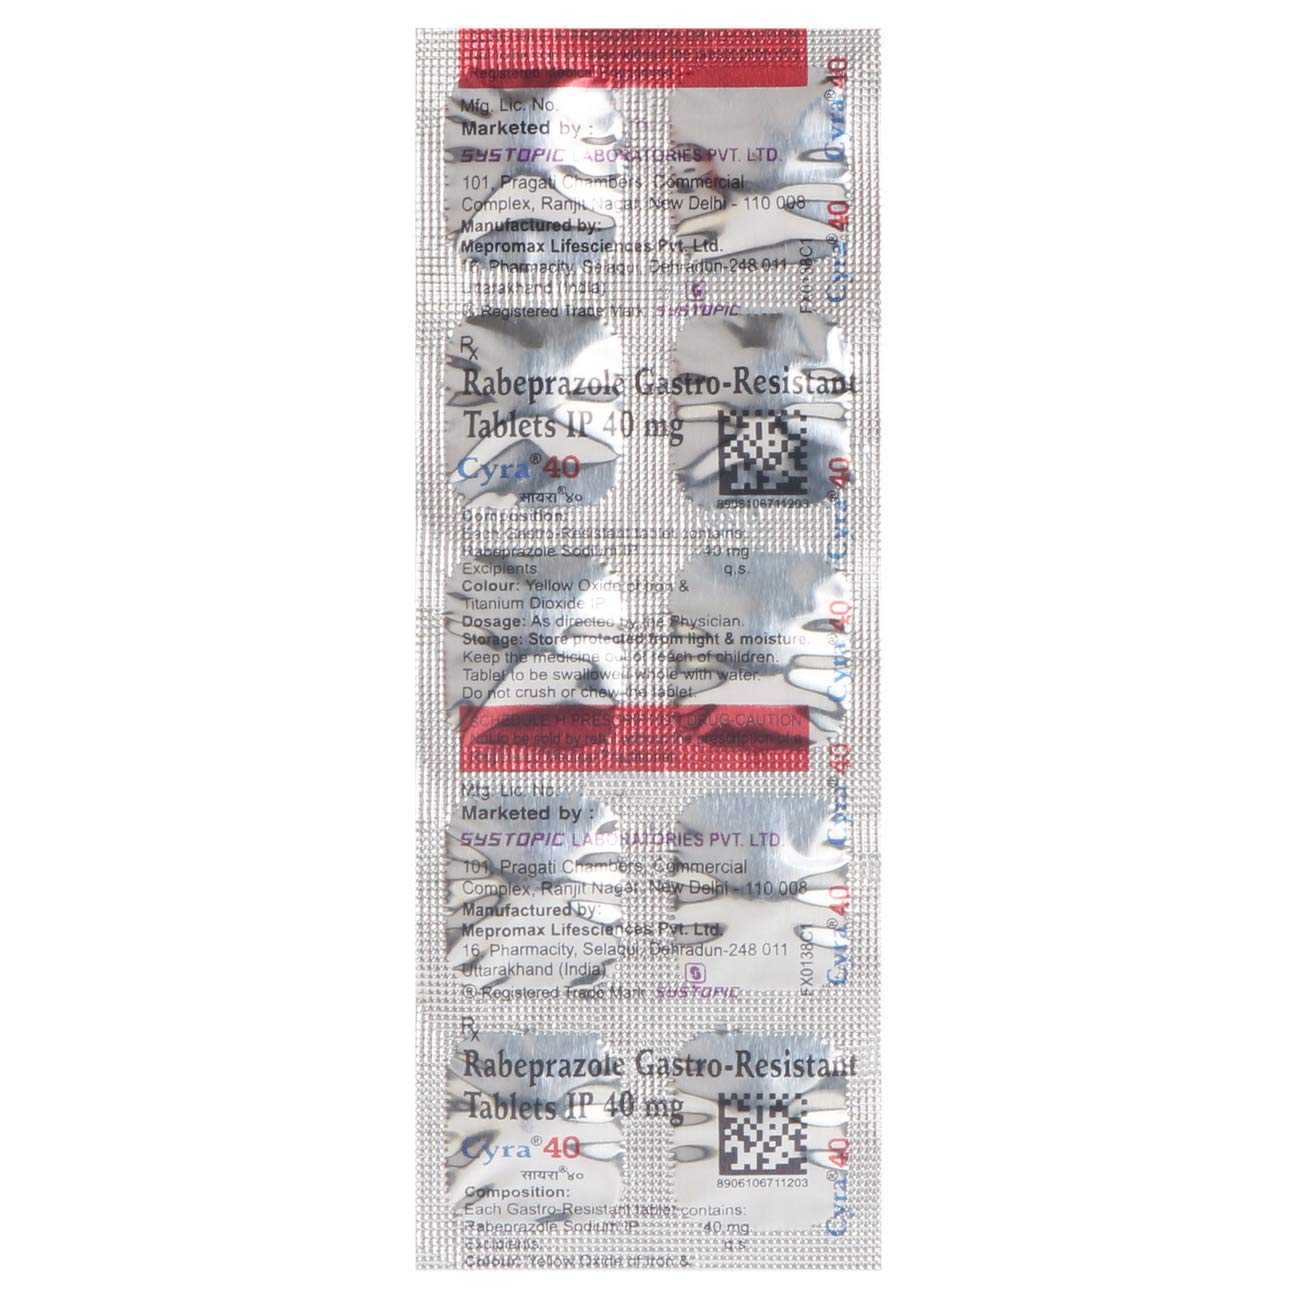 Registered Medical
Mfg. Lic. No.
Marketed by :
SYSTOPIC LABORATORIES PVT. LTD.
101, Pragati Chambers, Commercial
Complex, Ranjit Nagar, New Delhi - 110 008
Manufactured by:
Mepromax Lifesciences Pvt. Ltd.
16, Pharmacity, Selaqui, Dehradun-248 011
Uttarakhand (India)
® Registered Trade Mark SYSTOPIC
FX0138C1
Cyra®40
Cyra®40
Rx
Rabeprazole Gastro-Resistant
Tablets IP 40 mg
Cyra®40
सायरा®४०
8906106711203
Composition:
Each Gastro-Resistant tablet contains:
Rabeprazole Sodium IP 40 mg
Excipients q.s.
Colour: Yellow Oxide of Iron &
Titanium Dioxide IP
Dosage: As directed by the Physician.
Storage: Store protected from light & moisture.
Keep the medicine out of reach of children.
Tablet to be swallowed whole with water.
Do not crush or chew the tablet.
Cyra®40
Cyra®40
SCHEDULE H PRESCRIPTION DRUG-CAUTION
Not to be sold by retail without the prescription of a
Registered Medical Practitioner
Mfg. Lic. No.
Marketed by :
SYSTOPIC LABORATORIES PVT. LTD.
101, Pragati Chambers, Commercial
Complex, Ranjit Nagar, New Delhi - 110 008
Manufactured by:
Mepromax Lifesciences Pvt. Ltd.
16, Pharmacity, Selaqui, Dehradun-248 011
Uttarakhand (India)
® Registered Trade Mark SYSTOPIC
FX0138C1
Cyra®40
Cyra®40
Rx
Rabeprazole Gastro-Resistant
Tablets IP 40 mg
Cyra®40
सायरा®४०
8906106711203
Composition:
Each Gastro-Resistant tablet contains:
Rabeprazole Sodium IP 40 mg
Excipients q.s.
Colour: Yellow Oxide of Iron &
Cyra®40